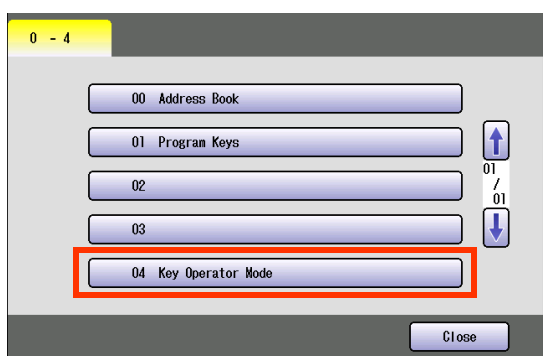 0 - 4
00 Address Book
01 Program Keys
02
03
04 Key Operator Mode
01
/
01
Close